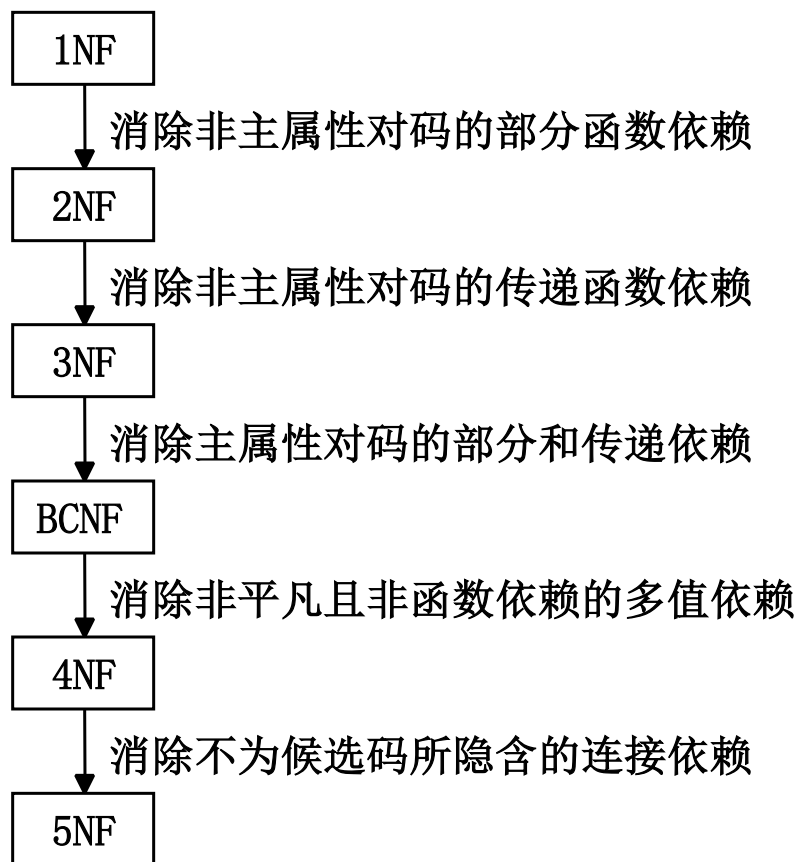 1NF
消除非主属性对码的部分函数依赖
2NF
消除非主属性对码的传递函数依赖
3NF
消除主属性对码的部分和传递依赖
BCNF
消除非平凡且非函数依赖的多值依赖
4NF
消除不为候选码所隐含的连接依赖
5NF